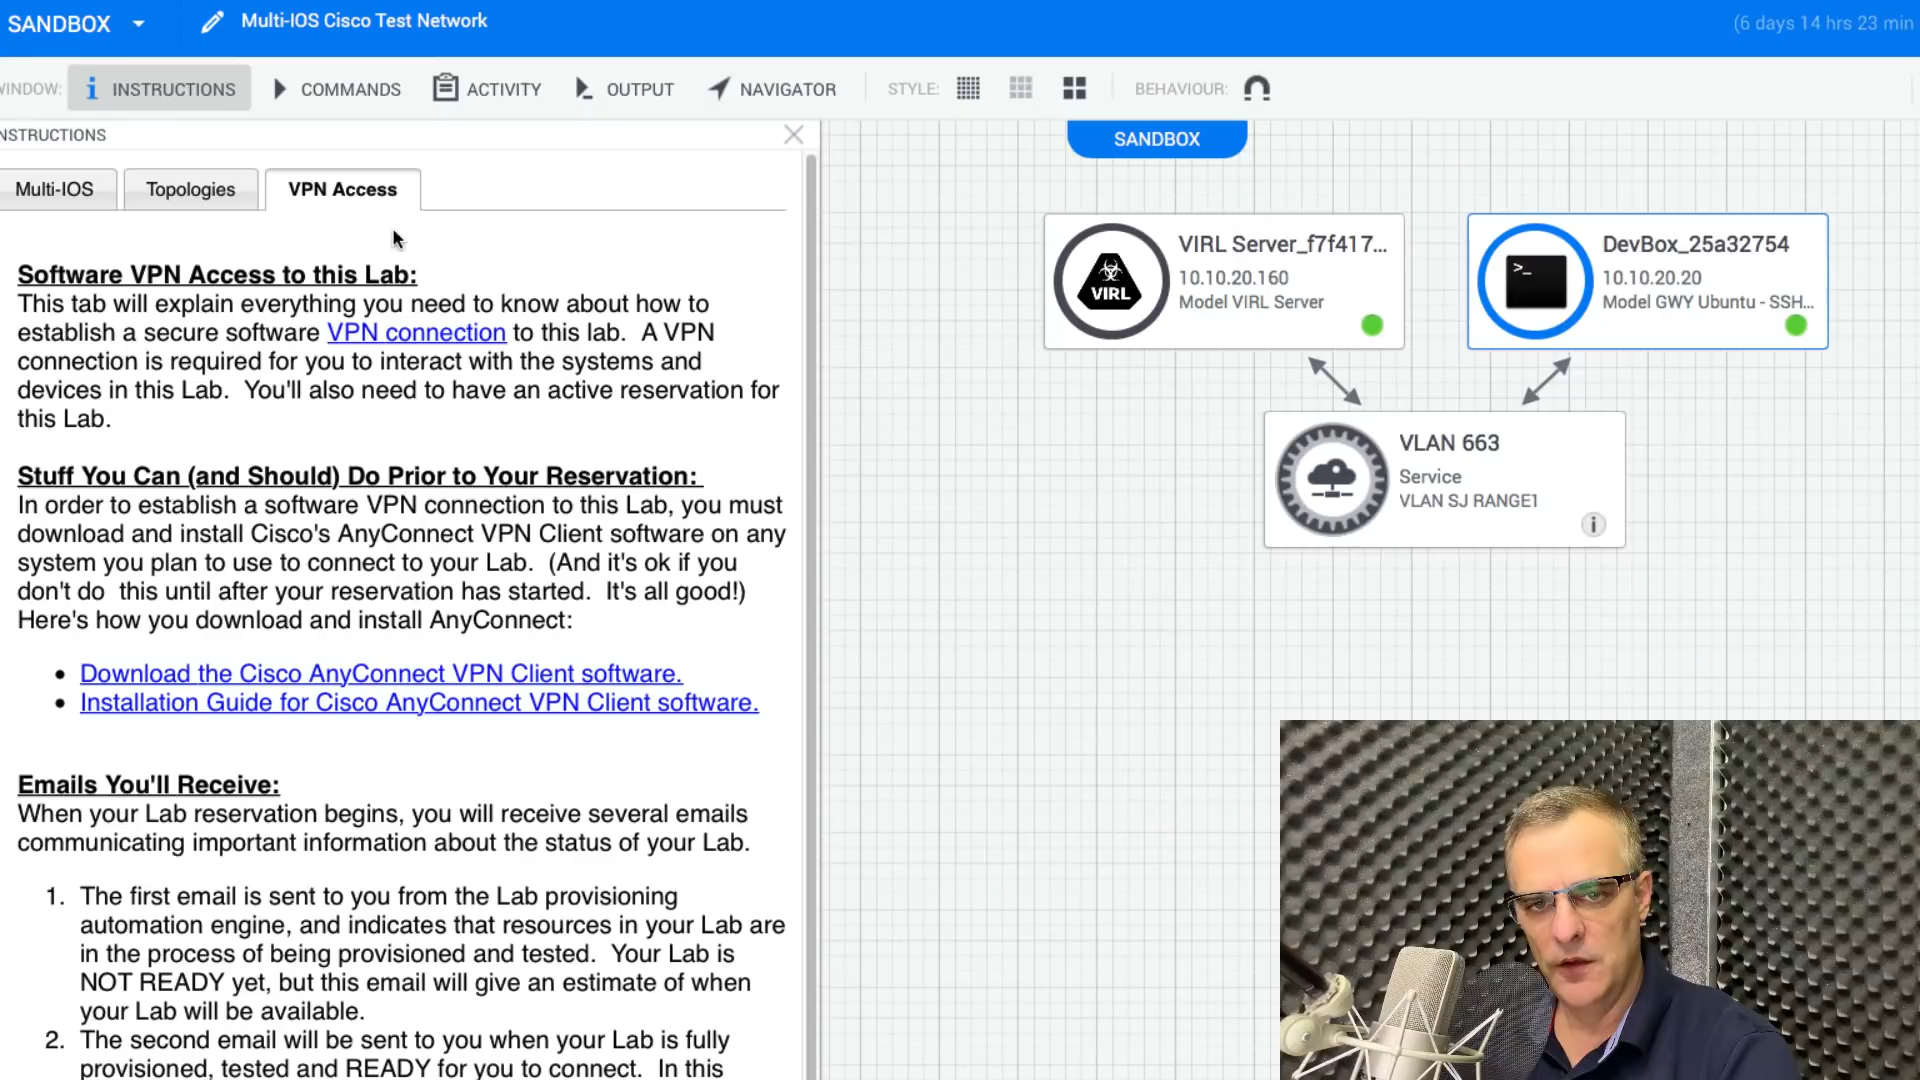 SANDBOX
Multi-IOS Cisco Test Network
(6 days 14 hrs 23 min
WINDOW:
INSTRUCTIONS
COMMANDS
ACTIVITY
OUTPUT
NAVIGATOR
STYLE:
BEHAVIOUR:
NSTRUCTIONS
Multi-IOS
Topologies
VPN Access
Software VPN Access to this Lab:
This tab will explain everything you need to know about how to
establish a secure software VPN connection to this lab. A VPN
connection is required for you to interact with the systems and
devices in this Lab. You'll also need to have an active reservation for
this Lab.
Stuff You Can (and Should) Do Prior to Your Reservation:
In order to establish a software VPN connection to this Lab, you must
download and install Cisco's AnyConnect VPN Client software on any
system you plan to use to connect to your Lab. (And it's ok if you
don't do this until after your reservation has started. It's all good!)
Here's how you download and install AnyConnect:
• Download the Cisco AnyConnect VPN Client software.
• Installation Guide for Cisco AnyConnect VPN Client software.
Emails You'll Receive:
When your Lab reservation begins, you will receive several emails
communicating important information about the status of your Lab.
1. The first email is sent to you from the Lab provisioning
automation engine, and indicates that resources in your Lab are
in the process of being provisioned and tested. Your Lab is
NOT READY yet, but this email will give an estimate of when
your Lab will be available.
2. The second email will be sent to you when your Lab is fully
provisioned, tested and READY for you to connect. In this
SANDBOX
VIRL
VIRL Server_f7f417...
10.10.20.160
Model VIRL Server
>_
DevBox_25a32754
10.10.20.20
Model GWY Ubuntu - SSH...
VLAN 663
Service
VLAN SJ RANGE1
i